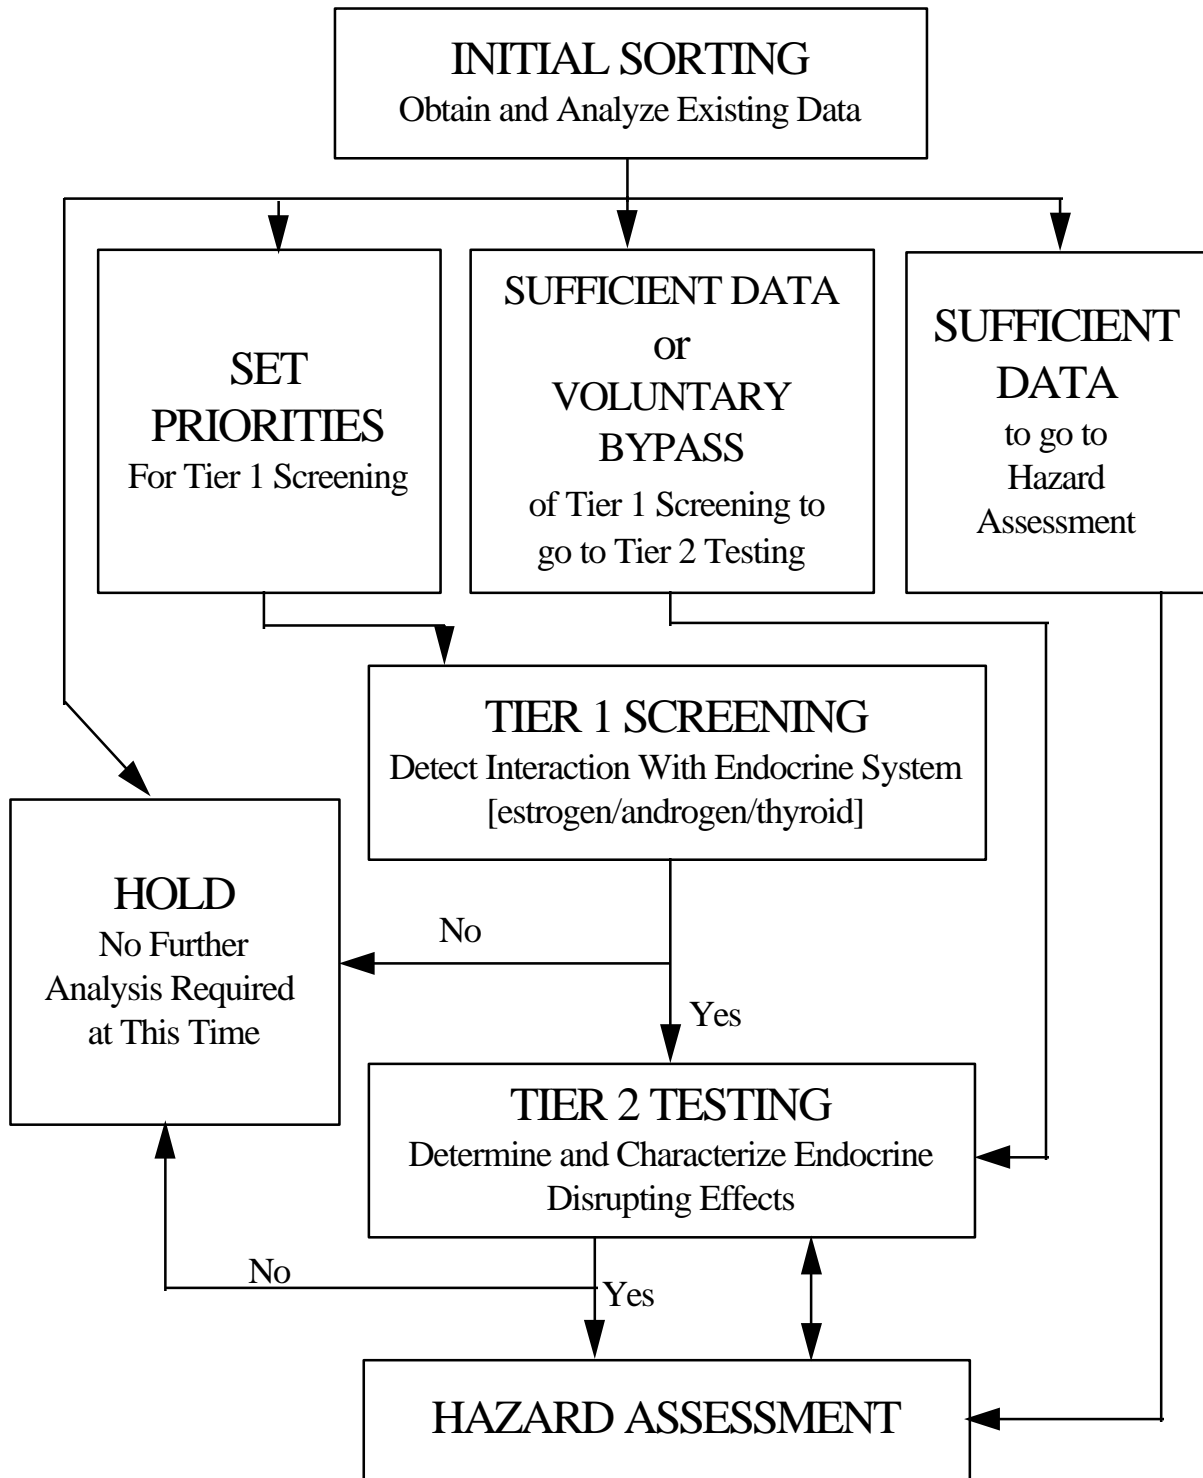 INITIAL SORTING
Obtain and Analyze Existing Data
SET
PRIORITIES
For Tier 1 Screening
SUFFICIENT DATA
or
VOLUNTARY
BYPASS
of Tier 1 Screening to
go to Tier 2 Testing
SUFFICIENT
DATA
to go to
Hazard
Assessment
TIER 1 SCREENING
Detect Interaction With Endocrine System
[estrogen/androgen/thyroid]
HOLD
No Further
Analysis Required
at This Time
No
Yes
TIER 2 TESTING
Determine and Characterize Endocrine
Disrupting Effects
No
Yes
HAZARD ASSESSMENT